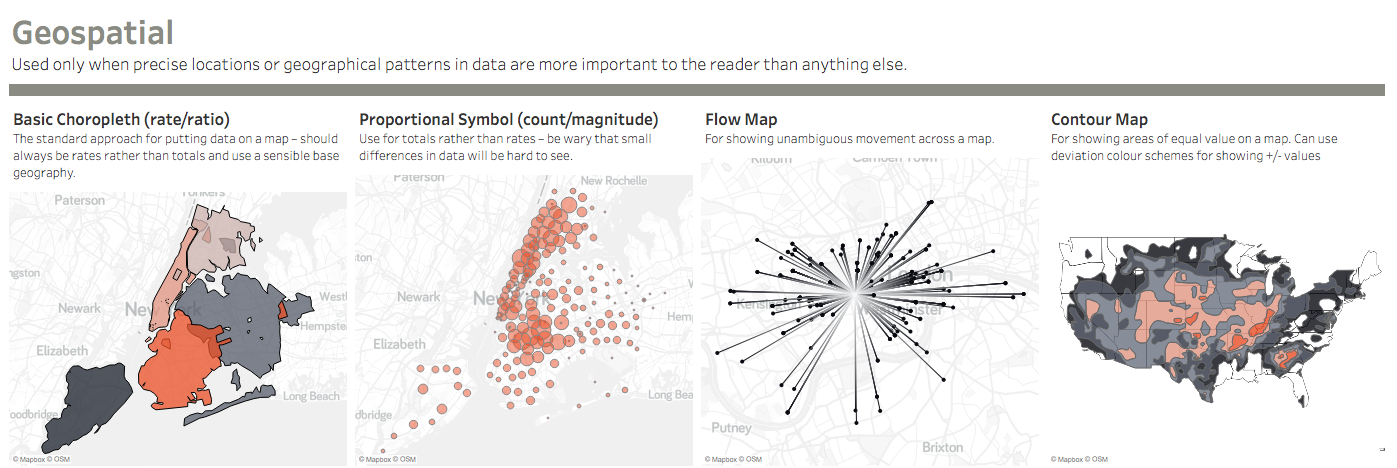 Geospatial
Used only when precise locations or geographical patterns in data are more important to the reader than anything else.
Basic Choropleth (rate/ratio)
The standard approach for putting data on a map – should
always be rates rather than totals and use a sensible base
geography.
Paterson
Yonkers
ngston
Newark
New
Westl
Hempste
Elizabeth
oodbridge
Long Beach
© Mapbox © OSM
Proportional Symbol (count/magnitude)
Use for totals rather than rates – be wary that small
differences in data will be hard to see.
Paterson
New Rochelle
ston
Newark
New
Hemp
Elizabeth
dbridge
Long Bea
© Mapbox © OSM
Flow Map
For showing unambiguous movement across a map.
Kilburn
Camden Town
London
Kensin
Westminster
Putney
Brixton
© Mapbox © OSM
Contour Map
For showing areas of equal value on a map. Can use
deviation colour schemes for showing +/- values
© Mapbox © OSM